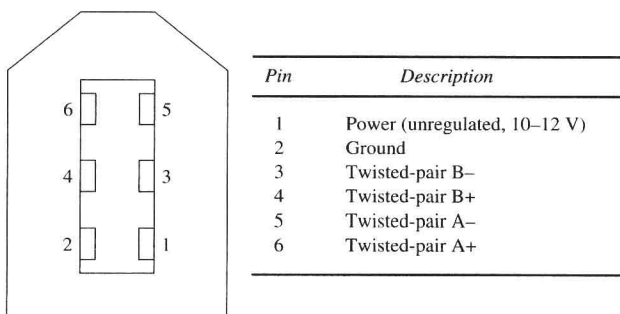 6 5
4 3
2 1
Pin Description
1 Power (unregulated, 10–12 V)
2 Ground
3 Twisted-pair B–
4 Twisted-pair B+
5 Twisted-pair A–
6 Twisted-pair A+